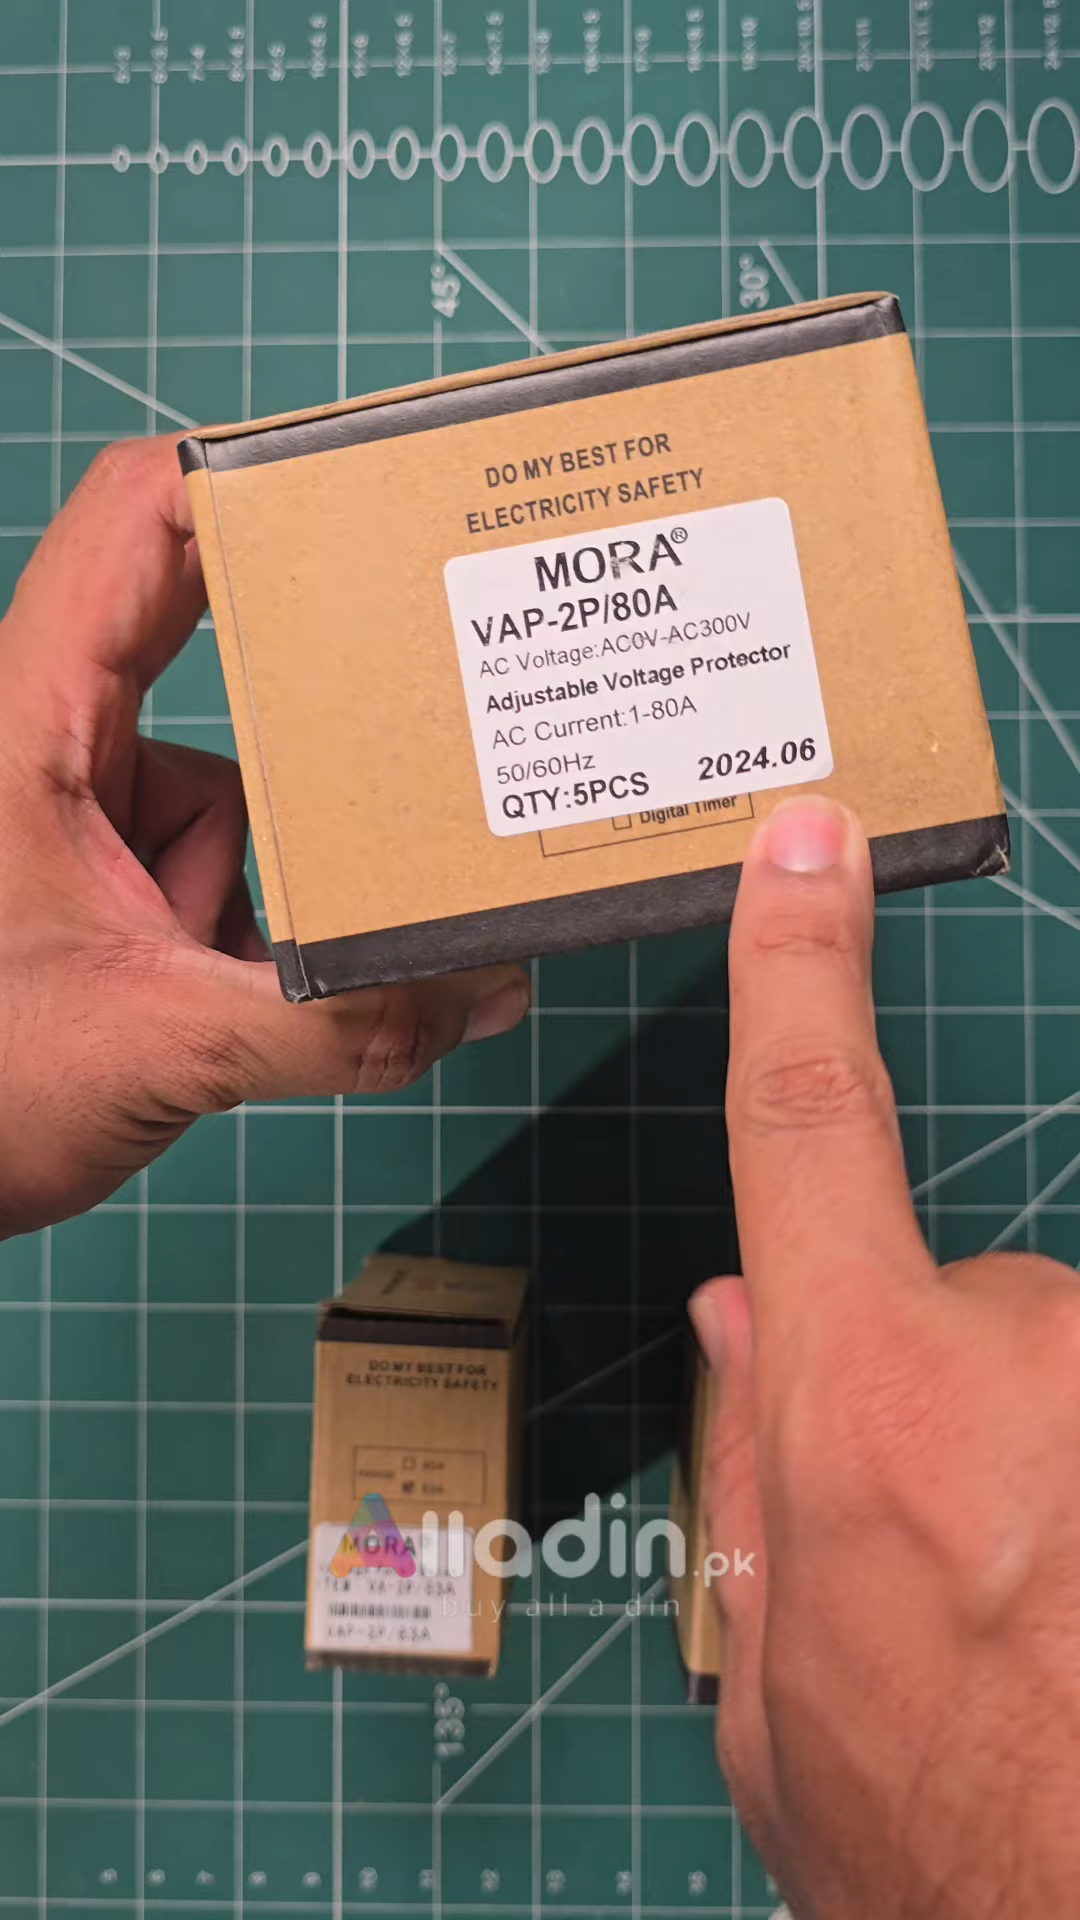 45°
30°
DO MY BEST FOR
ELECTRICITY SAFETY
MORA®
VAP-2P/80A
AC Voltage:AC0V-AC300V
Adjustable Voltage Protector
AC Current:1-80A
50/60Hz
QTY:5PCS 2024.06
Digital Timer
DO MY BEST FOR
ELECTRICITY SAFETY
MORA®
VAP-2P/63A
Alladin.pk
buy all a din
135°